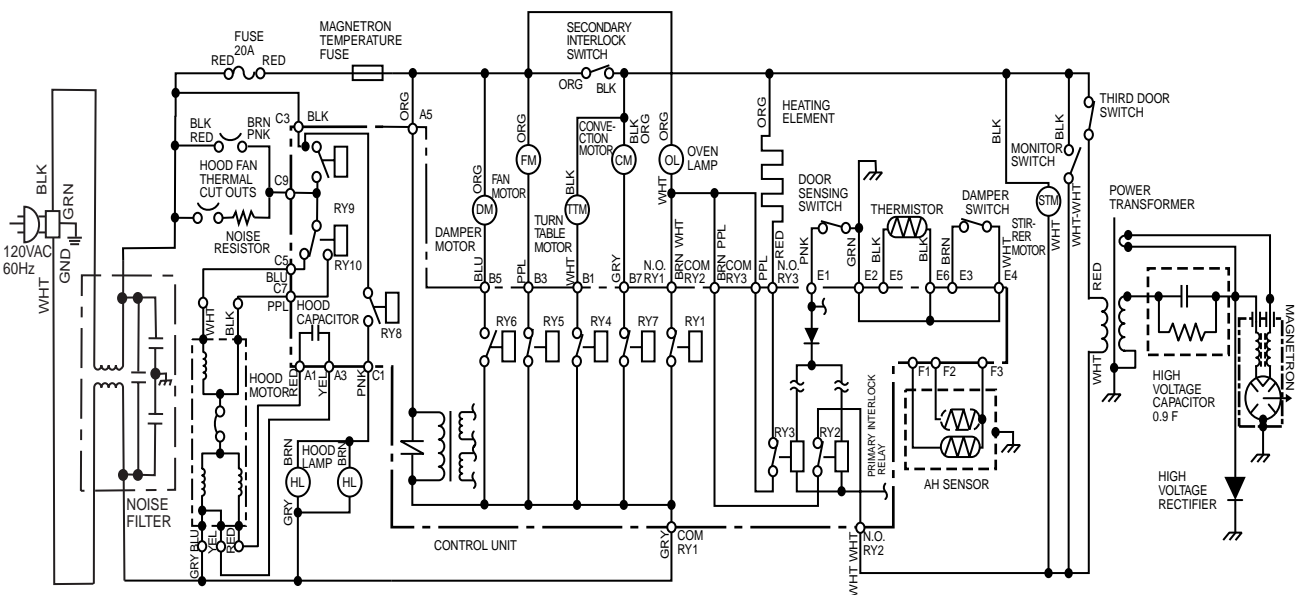 FUSE
20A
RED RED
MAGNETRON
TEMPERATURE
FUSE
SECONDARY
INTERLOCK
SWITCH
ORG BLK
C3 BLK
ORG
A5
BLK
RED
BRN
PNK
HOOD FAN
THERMAL
CUT OUTS
C9
NOISE
RESISTOR
RY9
RY10
C5
BLU
C7
PPL
HOOD
CAPACITOR
RY8
BLK
GRN
120VAC
60Hz
GND
WHT
NOISE
FILTER
WHT
BLK
HOOD
MOTOR
GRY
BLU
YEL
RED
A1
RED
A3
YEL
C1
PNK
BRN
HOOD
LAMP
BRN
HL
HL
GRY
ORG
DM
DAMPER
MOTOR
BLU
B5
ORG
FM
FAN
MOTOR
PPL
B3
CONVE-
CTION
MOTOR
BLK
TTM
TURN
TABLE
MOTOR
WHT
B1
BLK
ORG
CM
GRY
B7
OL
OVEN
LAMP
WHT
N.O.
RY1
BRN WHT
COM
RY2
BRN PPL
COM
RY3
PPL
RED
N.O.
RY3
ORG
HEATING
ELEMENT
DOOR
SENSING
SWITCH
PNK
E1
GRN
E2
THERMISTOR
BLK
E5
BLK
E6
DAMPER
SWITCH
BRN
E3
WHT
E4
BLK
STM
STIR-
RER
MOTOR
WHT
MONITOR
SWITCH
BLK
WHT-WHT
THIRD DOOR
SWITCH
POWER
TRANSFORMER
RED
WHT
HIGH
VOLTAGE
CAPACITOR
0.9 F
MAGNETRON
HIGH
VOLTAGE
RECTIFIER
RY6
RY5
RY4
RY7
RY1
RY3
RY2
PRIMARY INTERLOCK
RELAY
F1
F2
F3
AH SENSOR
CONTROL UNIT
GRY
COM
RY1
WHT WHT
N.O.
RY2